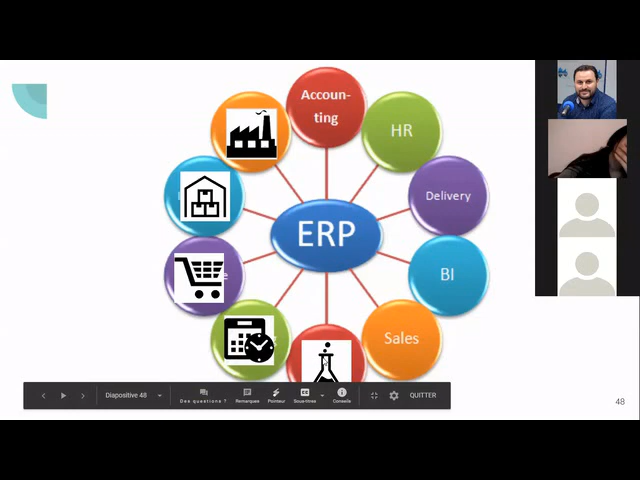 Accoun-
ting
HR
Delivery
ERP
BI
Sales
Diapositive 48
Des questions ?
Remarques
Pointeur
Sous-titres
Conseils
QUITTER
48